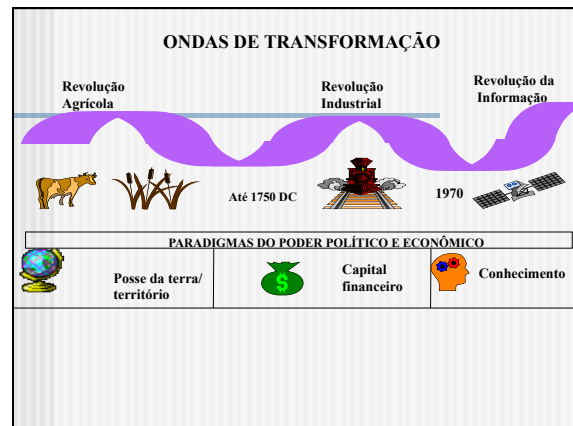 ONDAS DE TRANSFORMAÇÃO
Revolução
Agrícola
Revolução
Industrial
Revolução da
Informação
Até 1750 DC
1970
PARADIGMAS DO PODER POLÍTICO E ECONÔMICO
Posse da terra/
território
$
Capital
financeiro
Conhecimento